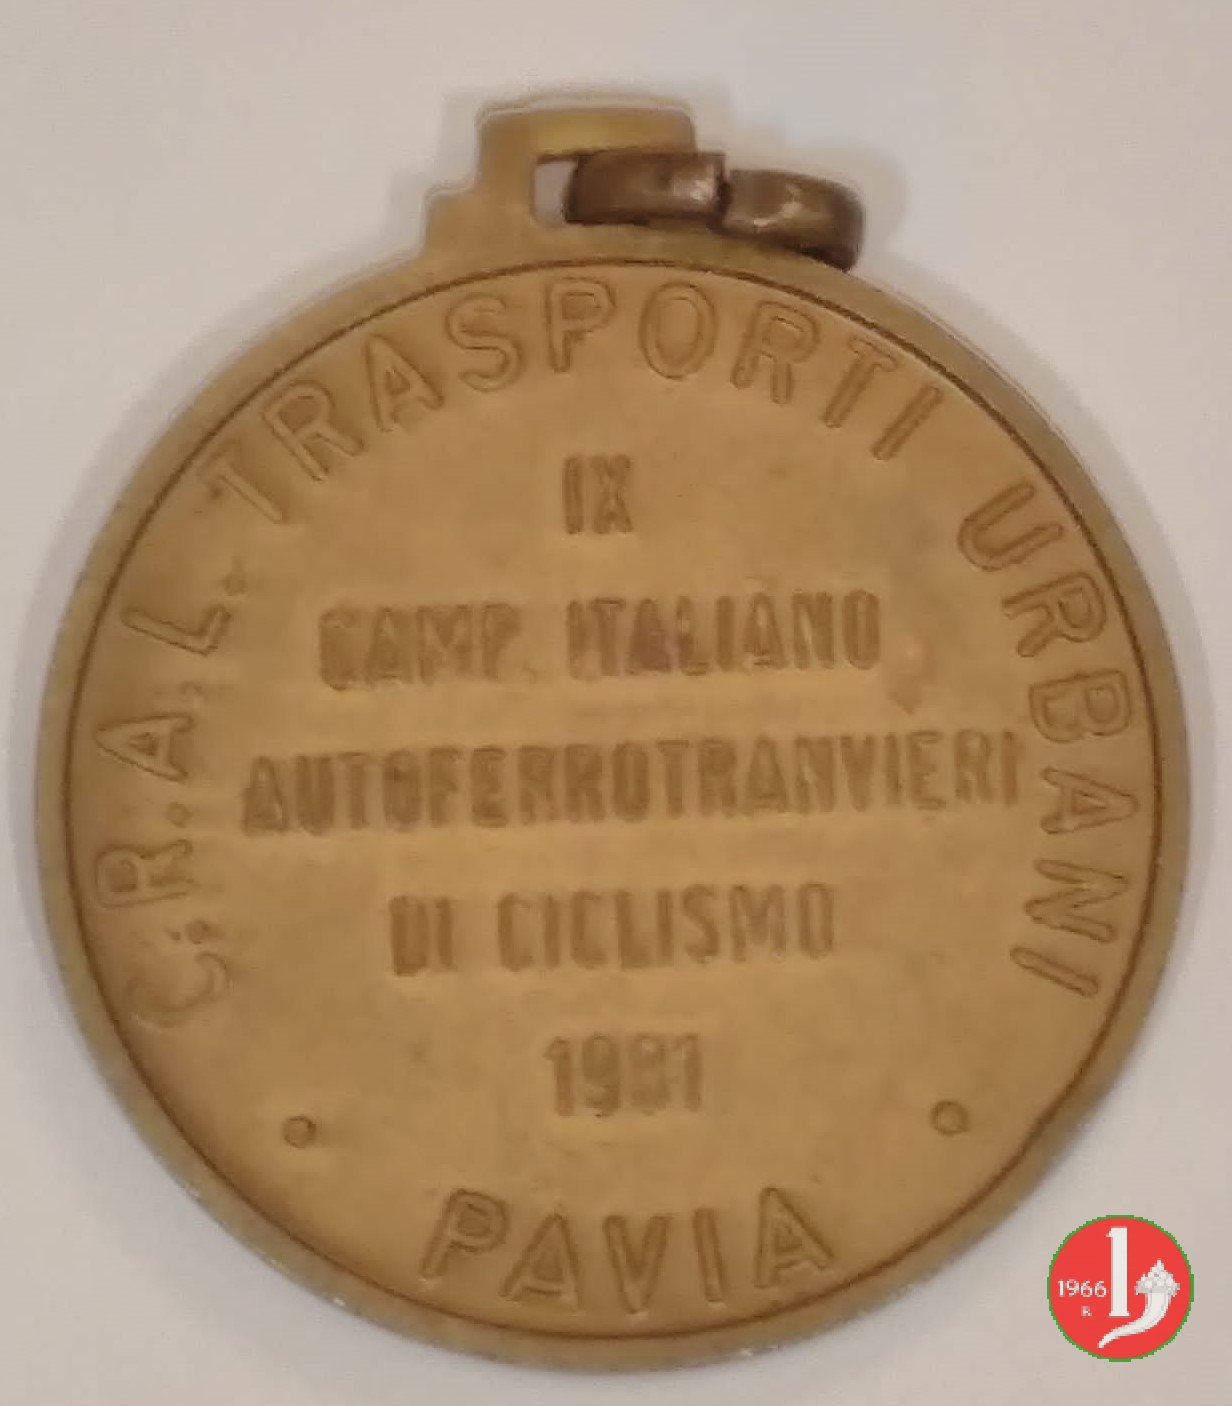 C.R.A.L. TRASPORTI URBANI
IX
CAMP. ITALIANO
AUTOFERROTRANVIERI
DI CICLISMO
1981
PAVIA
1966
R